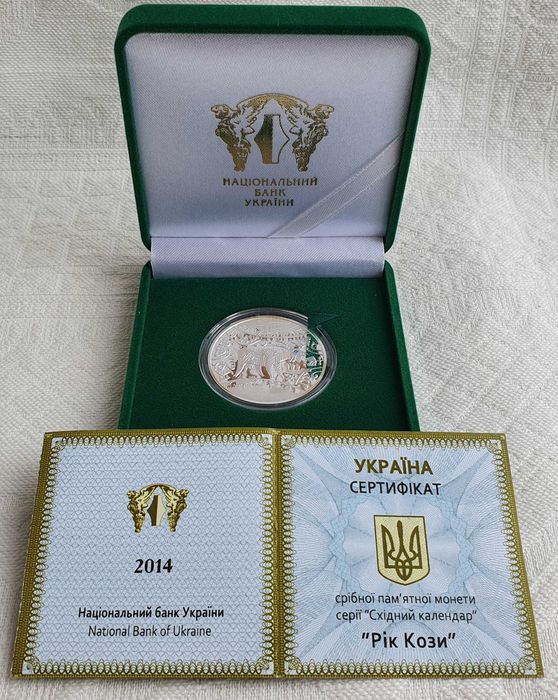 НАЦІОНАЛЬНИЙ
БАНК
УКРАЇНИ
2014
Національний банк України
National Bank of Ukraine
УКРАЇНА
СЕРТИФІКАТ
срібної пам'ятної монети
серії "Східний календар"
"Рік Кози"